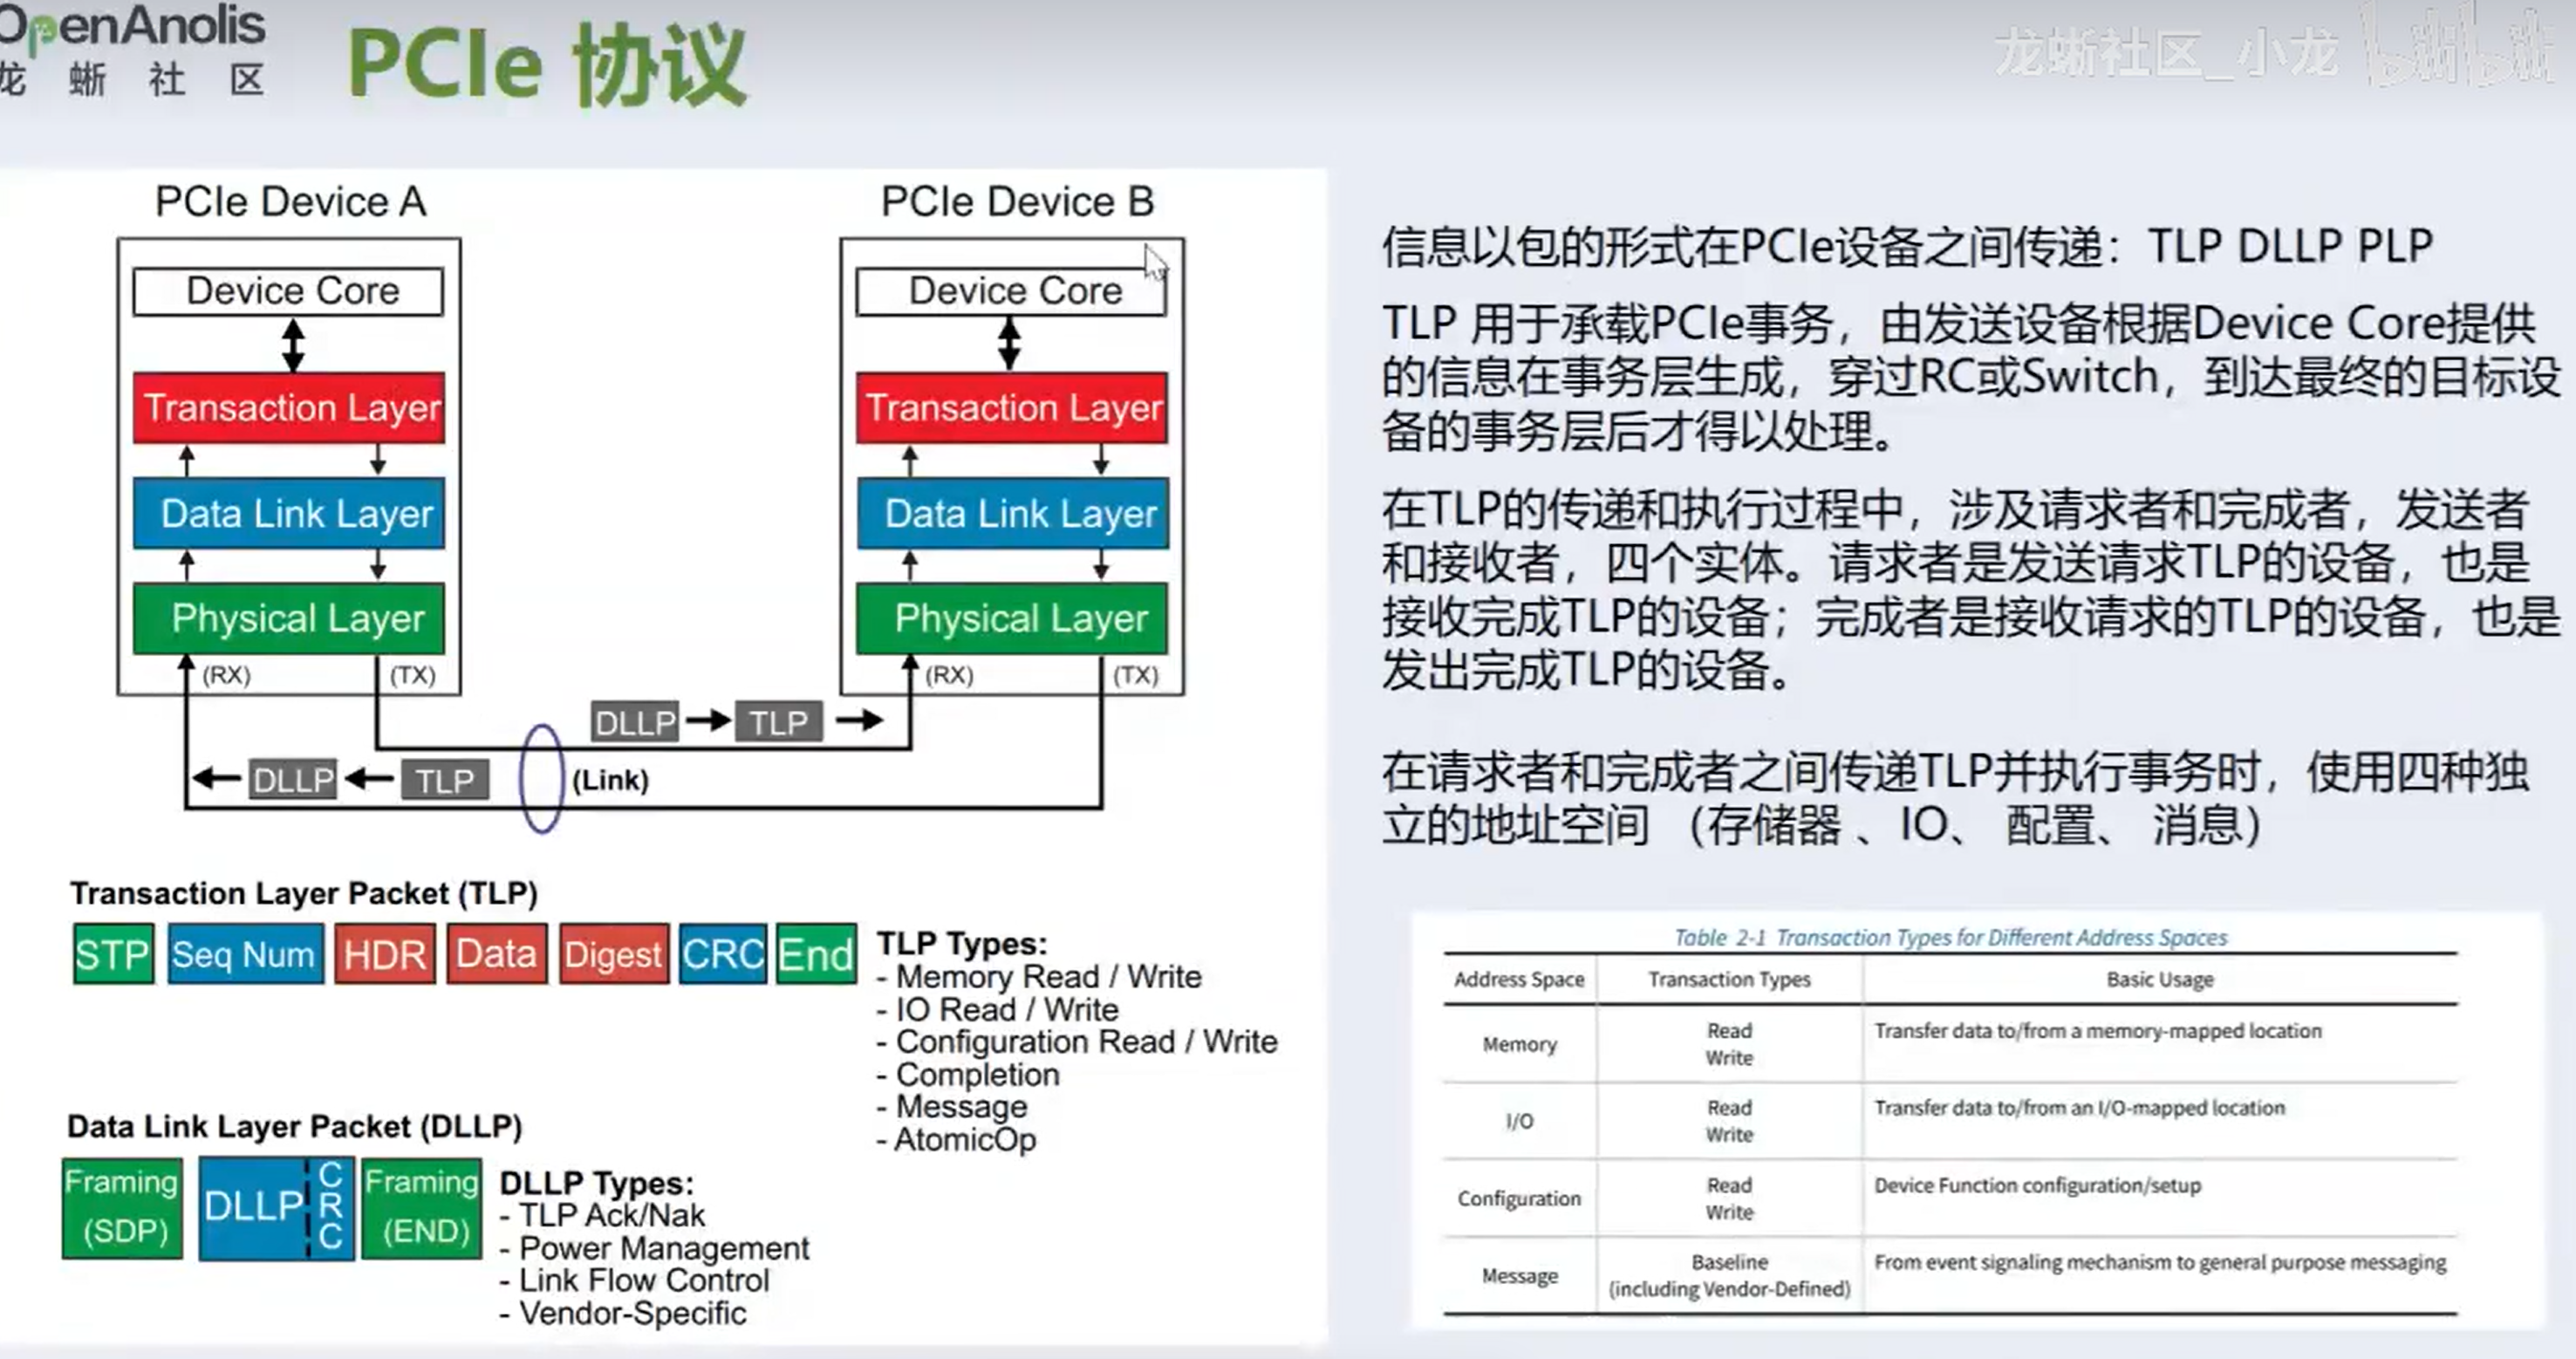 OpenAnolis
龙 蜥 社 区
PCIe 协议
龙蜥社区_小龙 bilibili
PCIe Device A
Device Core
Transaction Layer
Data Link Layer
Physical Layer
(RX)
(TX)
PCIe Device B
Device Core
Transaction Layer
Data Link Layer
Physical Layer
(RX)
(TX)
DLLP
TLP
DLLP
TLP
(Link)
Transaction Layer Packet (TLP)
STP Seq Num HDR Data Digest CRC End
TLP Types:
- Memory Read / Write
- IO Read / Write
- Configuration Read / Write
- Completion
- Message
- AtomicOp
Data Link Layer Packet (DLLP)
Framing
(SDP)
DLLP
CRC
Framing
(END)
DLLP Types:
- TLP Ack/Nak
- Power Management
- Link Flow Control
- Vendor-Specific
信息以包的形式在PCIe设备之间传递：TLP DLLP PLP
TLP 用于承载PCIe事务，由发送设备根据Device Core提供
的信息在事务层生成，穿过RC或Switch，到达最终的目标设
备的事务层后才得以处理。
在TLP的传递和执行过程中，涉及请求者和完成者，发送者
和接收者，四个实体。请求者是发送请求TLP的设备，也是
接收完成TLP的设备；完成者是接收请求的TLP的设备，也是
发出完成TLP的设备。
在请求者和完成者之间传递TLP并执行事务时，使用四种独
立的地址空间 （存储器 、IO、 配置、 消息）
Table 2-1 Transaction Types for Different Address Spaces
Address Space Transaction Types Basic Usage
Memory
Read
Write
Transfer data to/from a memory-mapped location
I/O
Read
Write
Transfer data to/from an I/O-mapped location
Configuration
Read
Write
Device Function configuration/setup
Message
Baseline
(including Vendor-Defined)
From event signaling mechanism to general purpose messaging